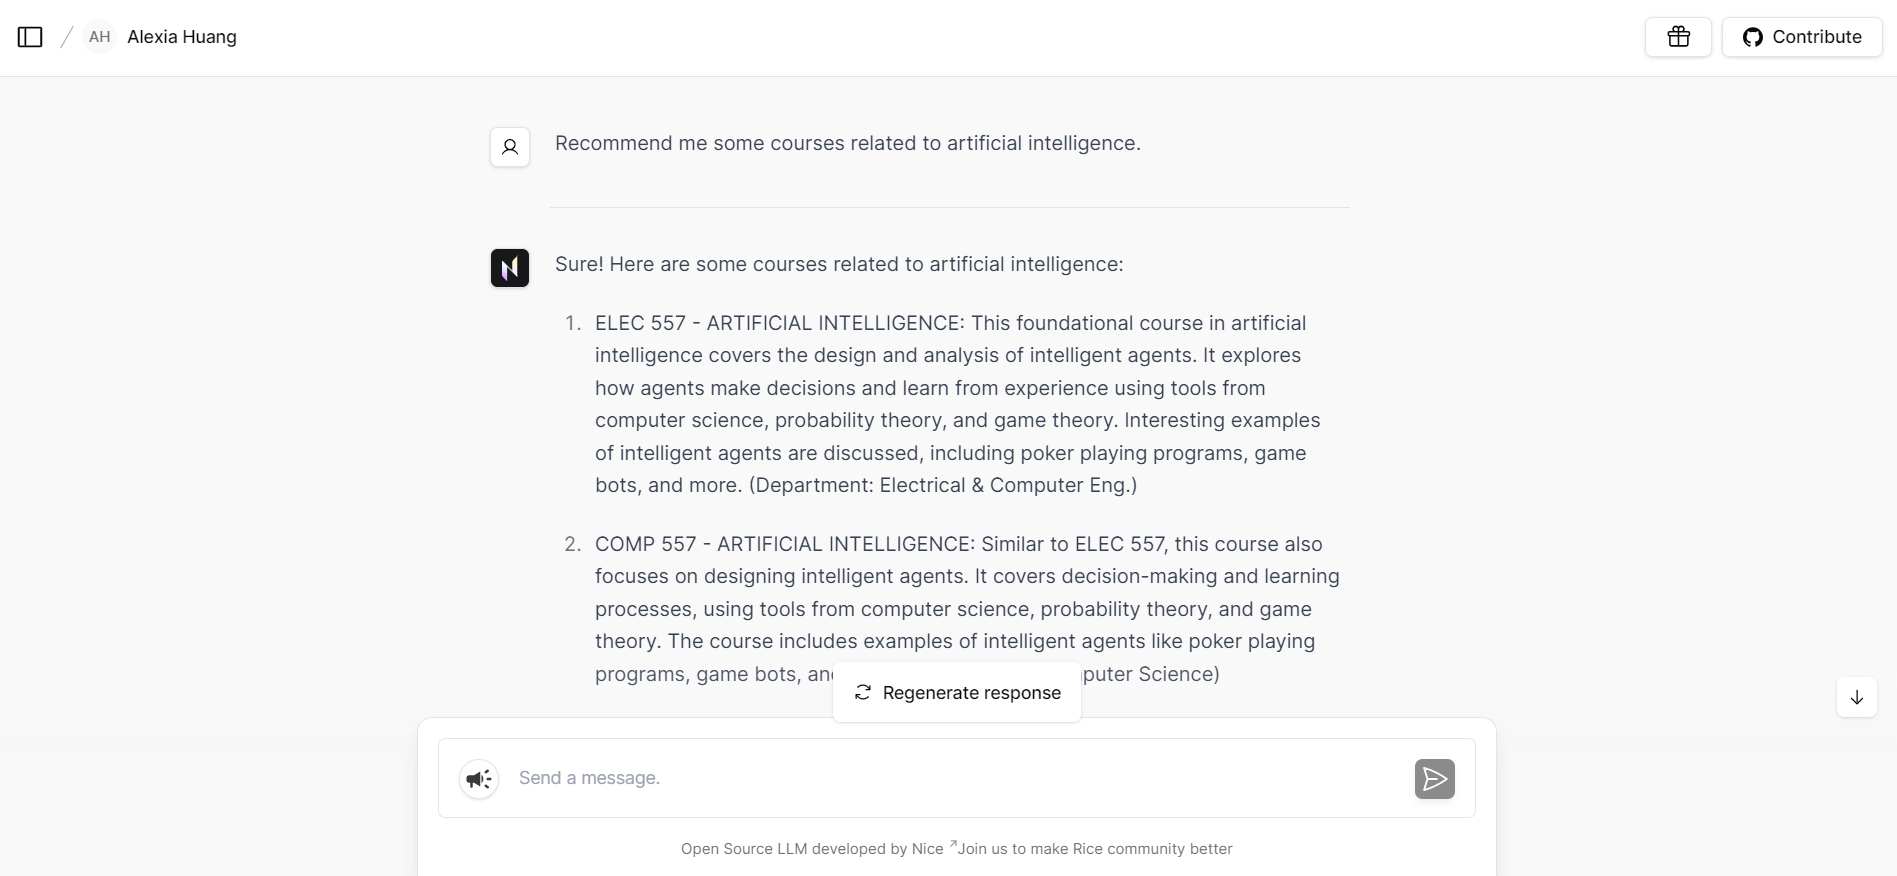 AH Alexia Huang
Contribute
Recommend me some courses related to artificial intelligence.
Sure! Here are some courses related to artificial intelligence:
1. ELEC 557 - ARTIFICIAL INTELLIGENCE: This foundational course in artificial
intelligence covers the design and analysis of intelligent agents. It explores
how agents make decisions and learn from experience using tools from
computer science, probability theory, and game theory. Interesting examples
of intelligent agents are discussed, including poker playing programs, game
bots, and more. (Department: Electrical & Computer Eng.)
2. COMP 557 - ARTIFICIAL INTELLIGENCE: Similar to ELEC 557, this course also
focuses on designing intelligent agents. It covers decision-making and learning
processes, using tools from computer science, probability theory, and game
theory. The course includes examples of intelligent agents like poker playing
programs, game bots, Science)
Regenerate response
Send a message.
Open Source LLM developed by Nice ↗Join us to make Rice community better